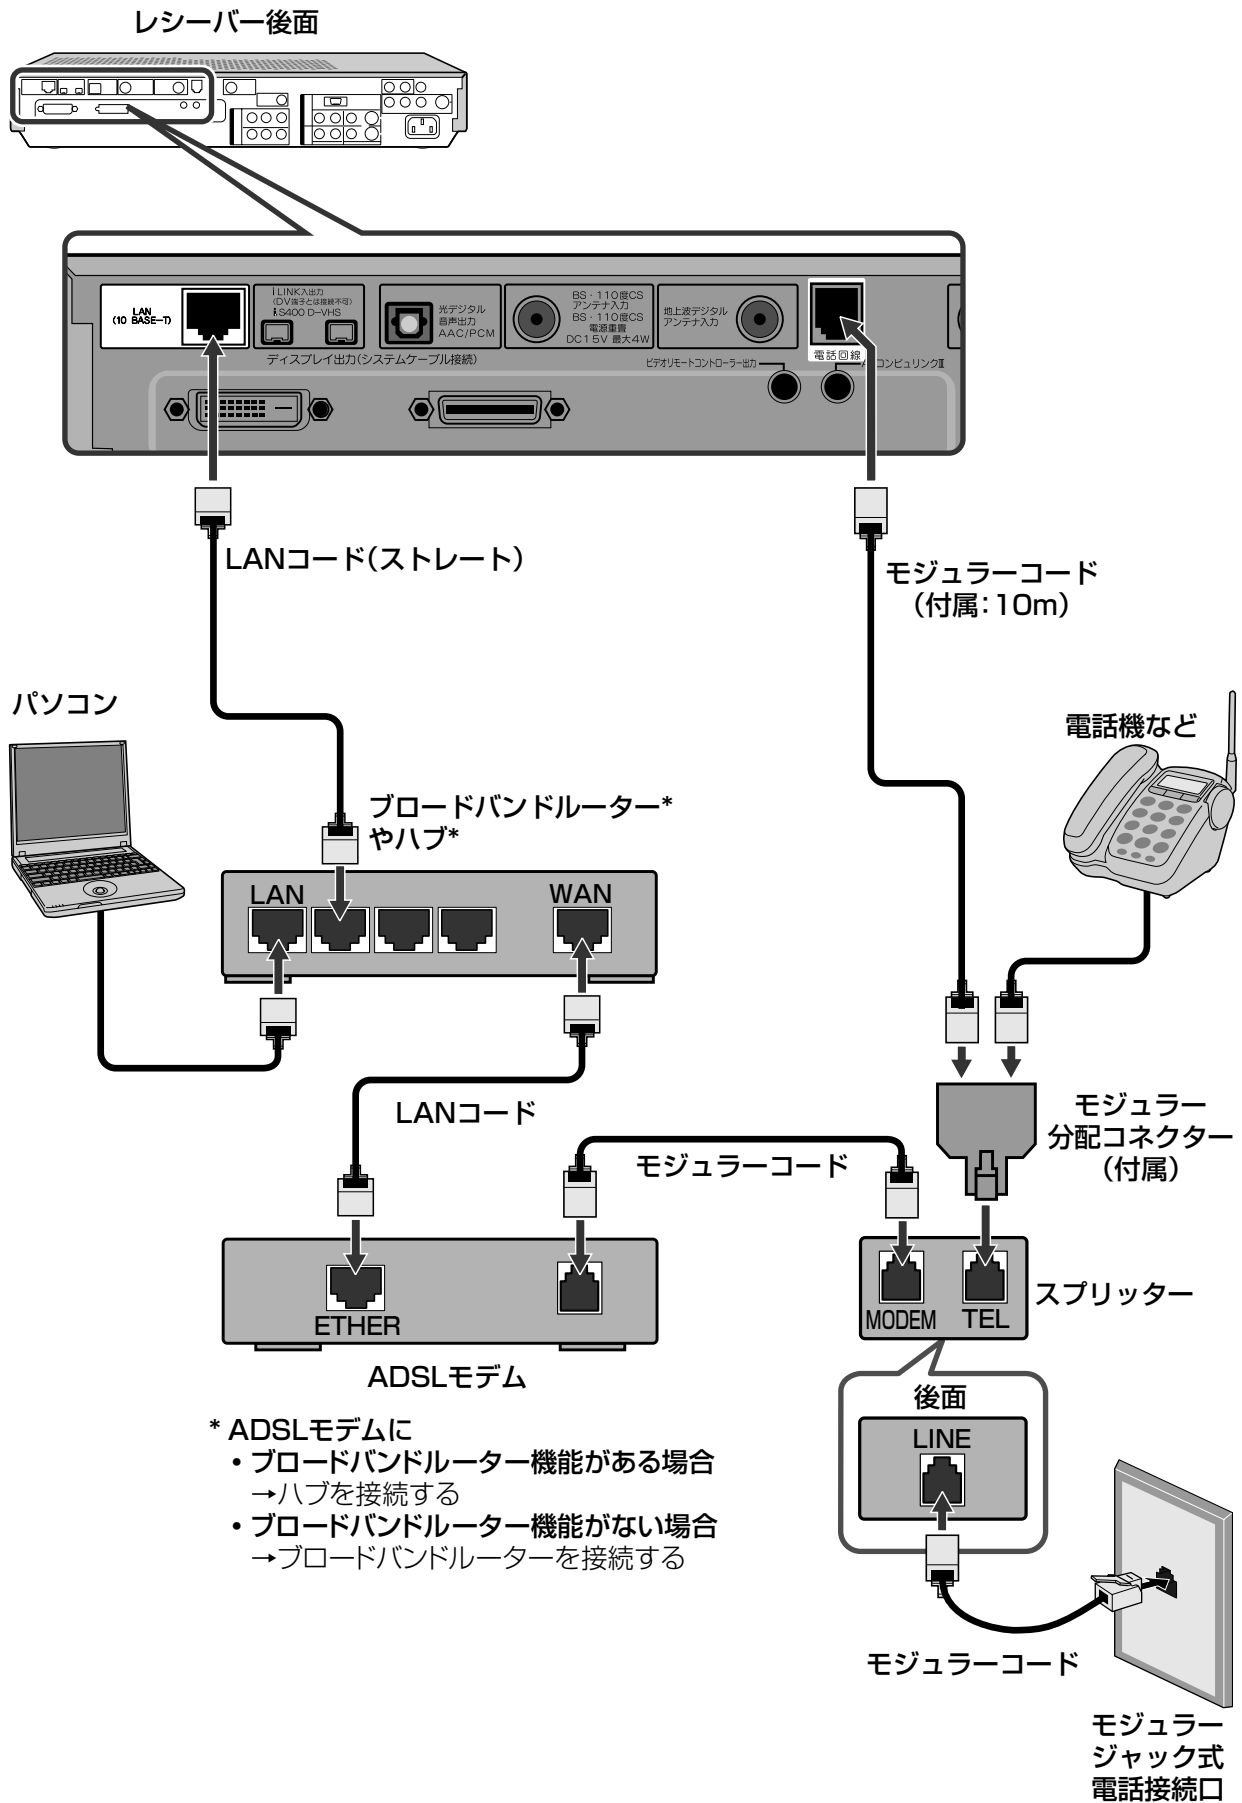 レシーバー後面
LAN
(10 BASE-T)
i.LINK入出力
(DV端子とは接続不可)
i.S400 D-VHS
光デジタル
音声出力
AAC/PCM
BS・110度CS
アンテナ入力
BS・110度CS
電源重畳
DC15V 最大4W
地上波デジタル
アンテナ入力
電話回線
ディスプレイ出力(システムケーブル接続)
ビデオリモートコントローラー出力
コンピュリンクⅢ
LANコード(ストレート)
モジュラーコード
(付属:10m)
パソコン
電話機など
ブロードバンドルーター*
やハブ*
LAN
WAN
LANコード
モジュラーコード
モジュラー
分配コネクター
(付属)
ETHER
ADSLモデム
MODEM
TEL
スプリッター
後面
LINE
* ADSLモデムに
・ブロードバンドルーター機能がある場合
→ハブを接続する
・ブロードバンドルーター機能がない場合
→ブロードバンドルーターを接続する
モジュラーコード
モジュラー
ジャック式
電話接続口